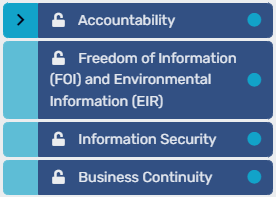 Accountability
Freedom of Information
(FOI) and Environmental
Information (EIR)
Information Security
Business Continuity